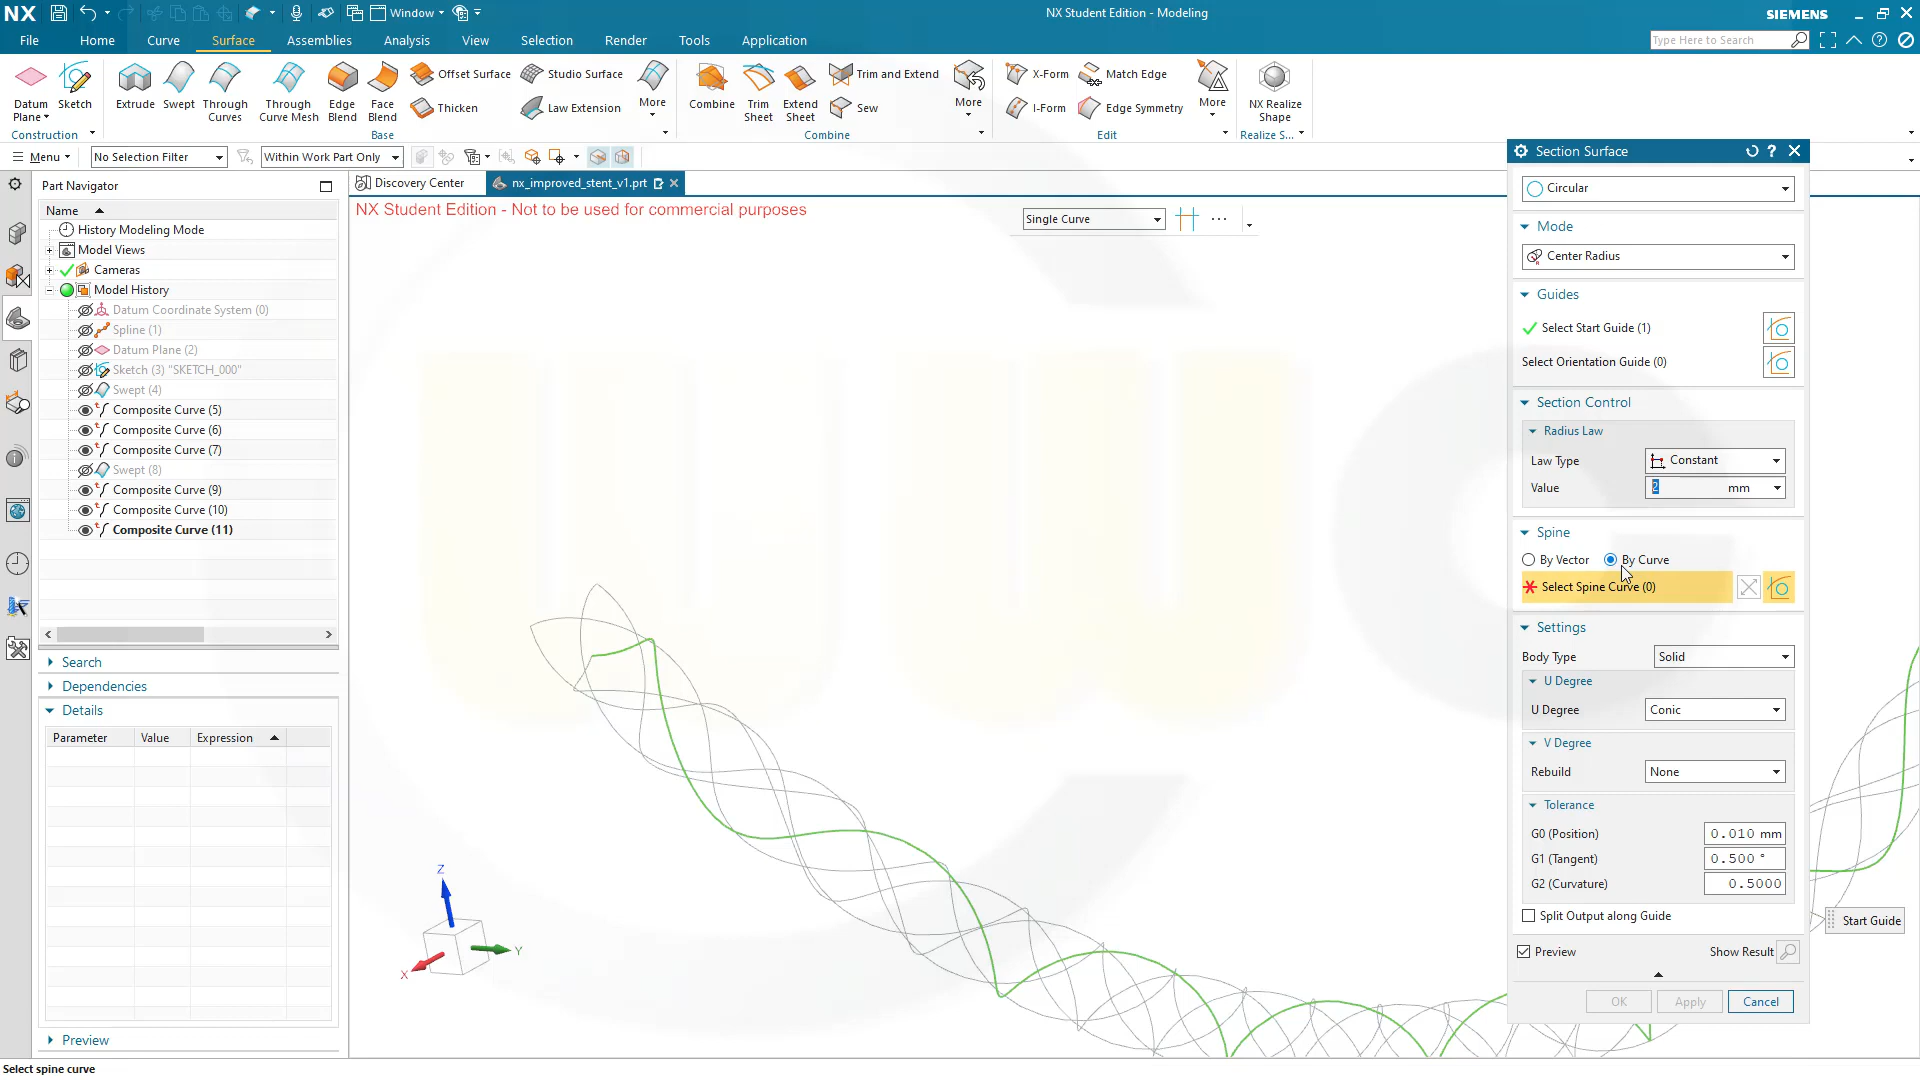 NX Window NX Student Edition - Modeling SIEMENS
File Home Curve Surface Assemblies Analysis View Selection Render Tools Application Type Here to Search
Datum Plane Sketch Extrude Swept Through Curves Through Curve Mesh Edge Blend Face Blend Offset Surface Thicken Studio Surface Law Extension More Combine Trim Sheet Extend Sheet Trim and Extend Sew More X-Form I-Form Match Edge Edge Symmetry More NX Realize Shape
Construction Base Combine Edit Realize S...
Menu No Selection Filter Within Work Part Only
Part Navigator
Discovery Center nx_improved_stent_v1.prt
NX Student Edition - Not to be used for commercial purposes
Single Curve
Name
History Modeling Mode
Model Views
Cameras
Model History
Datum Coordinate System (0)
Spline (1)
Datum Plane (2)
Sketch (3) "SKETCH_000"
Swept (4)
Composite Curve (5)
Composite Curve (6)
Composite Curve (7)
Swept (8)
Composite Curve (9)
Composite Curve (10)
Composite Curve (11)
Search
Dependencies
Details
Parameter Value Expression
Preview
Select spine curve
Z
Y
X
Start Guide
Section Surface
Circular
Mode
Center Radius
Guides
Select Start Guide (1)
Select Orientation Guide (0)
Section Control
Radius Law
Law Type Constant
Value 2 mm
Spine
By Vector By Curve
Select Spine Curve (0)
Settings
Body Type Solid
U Degree
U Degree Conic
V Degree
Rebuild None
Tolerance
G0 (Position) 0.010 mm
G1 (Tangent) 0.500 °
G2 (Curvature) 0.5000
Split Output along Guide
Preview Show Result
OK Apply Cancel